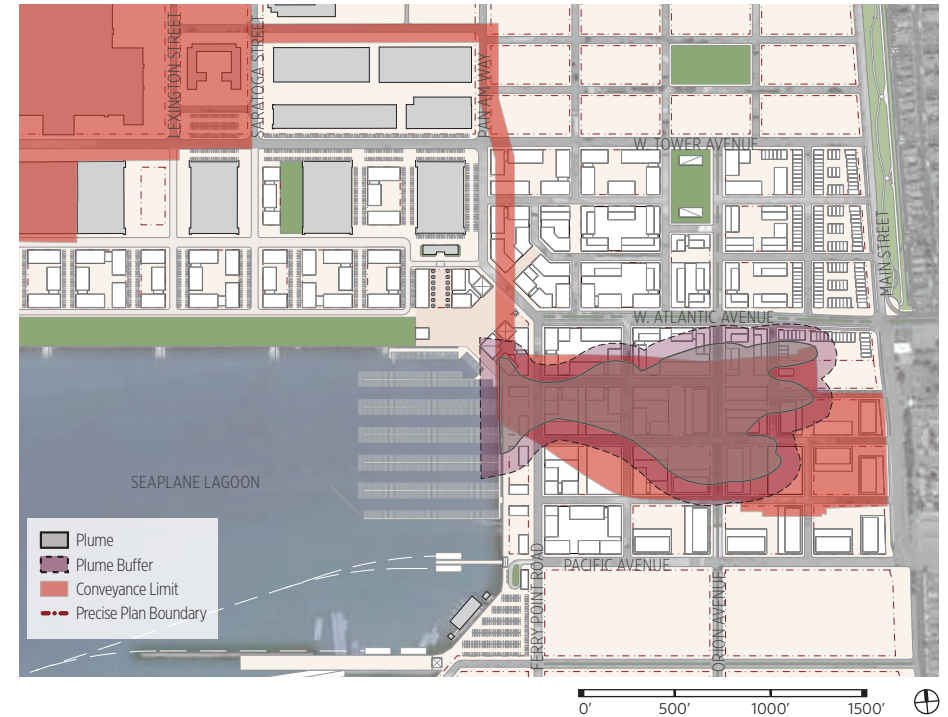 LEXINGTON STREET
SARATOGA STREET
PAN AM WAY
W. TOWER AVENUE
MAIN STREET
W. ATLANTIC AVENUE
SEAPLANE LAGOON
Plume
Plume Buffer
Conveyance Limit
Precise Plan Boundary
PACIFIC AVENUE
FERRY POINT ROAD
ORION AVENUE
0' 500' 1000' 1500'